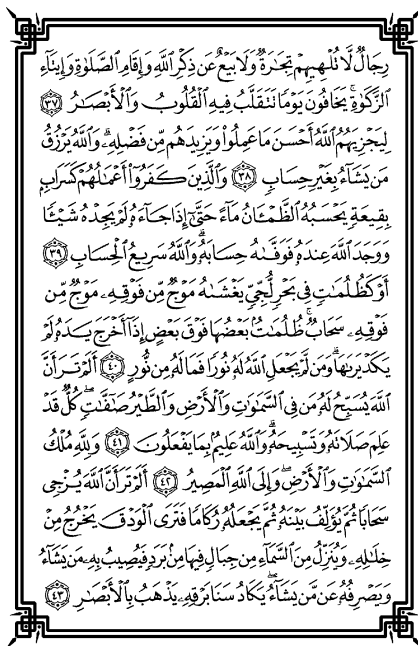 رِجَالٌ لَّا تُلْهِيهِمْ تِجَٰرَةٌ وَلَا بَيْعٌ عَن ذِكْرِ ٱللَّهِ وَإِقَامِ ٱلصَّلَوٰةِ وَإِيتَآءِ
ٱلزَّكَوٰةِ يَخَافُونَ يَوْمًا تَتَقَلَّبُ فِيهِ ٱلْقُلُوبُ وَٱلْأَبْصَٰرُ ٣٧
لِيَجْزِيَهُمُ ٱللَّهُ أَحْسَنَ مَا عَمِلُوا۟ وَيَزِيدَهُم مِّن فَضْلِهِۦ وَٱللَّهُ يَرْزُقُ
مَن يَشَآءُ بِغَيْرِ حِسَابٍ ٣٨ وَٱلَّذِينَ كَفَرُوٓا۟ أَعْمَٰلُهُمْ كَسَرَابٍۭ
بِقِيعَةٍ يَحْسَبُهُ ٱلظَّمْـَٔانُ مَآءً حَتَّىٰٓ إِذَا جَآءَهُۥ لَمْ يَجِدْهُ شَيْـًٔا
وَوَجَدَ ٱللَّهَ عِندَهُۥ فَوَفَّىٰهُ حِسَابَهُۥ وَٱللَّهُ سَرِيعُ ٱلْحِسَابِ ٣٩
أَوْ كَظُلُمَٰتٍ فِى بَحْرٍ لُّجِّىٍّ يَغْشَىٰهُ مَوْجٌ مِّن فَوْقِهِۦ مَوْجٌ مِّن
فَوْقِهِۦ سَحَابٌ ظُلُمَٰتٌۢ بَعْضُهَا فَوْقَ بَعْضٍ إِذَآ أَخْرَجَ يَدَهُۥ لَمْ
يَكَدْ يَرَىٰهَا وَمَن لَّمْ يَجْعَلِ ٱللَّهُ لَهُۥ نُورًا فَمَا لَهُۥ مِن نُّورٍ ٤٠ أَلَمْ تَرَ أَنَّ
ٱللَّهَ يُسَبِّحُ لَهُۥ مَن فِى ٱلسَّمَٰوَٰتِ وَٱلْأَرْضِ وَٱلطَّيْرُ صَٰٓفَّٰتٍ كُلٌّ قَدْ
عَلِمَ صَلَاتَهُۥ وَتَسْبِيحَهُۥ وَٱللَّهُ عَلِيمٌۢ بِمَا يَفْعَلُونَ ٤١ وَلِلَّهِ مُلْكُ
ٱلسَّمَٰوَٰتِ وَٱلْأَرْضِ وَإِلَى ٱللَّهِ ٱلْمَصِيرُ ٤٢ أَلَمْ تَرَ أَنَّ ٱللَّهَ يُزْجِى
سَحَابًا ثُمَّ يُؤَلِّفُ بَيْنَهُۥ ثُمَّ يَجْعَلُهُۥ رُكَامًا فَتَرَى ٱلْوَدْقَ يَخْرُجُ مِنْ
خِلَٰلِهِۦ وَيُنَزِّلُ مِنَ ٱلسَّمَآءِ مِن جِبَالٍ فِيهَا مِنۢ بَرَدٍ فَيُصِيبُ بِهِۦ مَن يَشَآءُ
وَيَصْرِفُهُۥ عَن مَّن يَشَآءُ يَكَادُ سَنَا بَرْقِهِۦ يَذْهَبُ بِٱلْأَبْصَٰرِ ٤٣